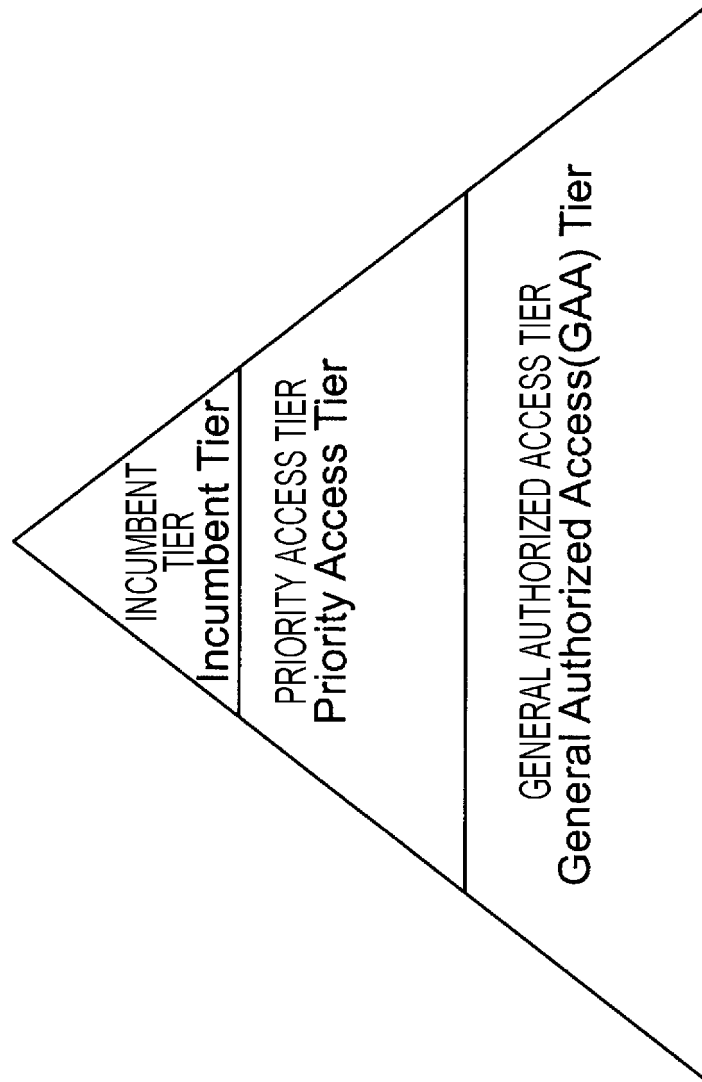 INCUMBENT
TIER
Incumbent Tier
PRIORITY ACCESS TIER
Priority Access Tier
GENERAL AUTHORIZED ACCESS TIER
General Authorized Access(GAA) Tier